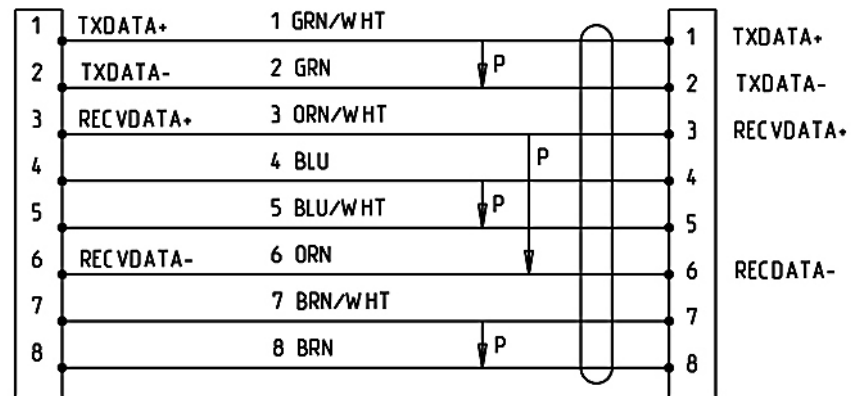 1 TXDATA+ 1 GRN/WHT 1 TXDATA+
P
2 TXDATA- 2 GRN 2 TXDATA-
3 RECVDATA+ 3 ORN/WHT 3 RECVDATA+
P
4 4 BLU 4
5 5 BLU/WHT P 5
6 RECVDATA- 6 ORN 6 RECDATA-
7 7 BRN/WHT 7
8 8 BRN P 8